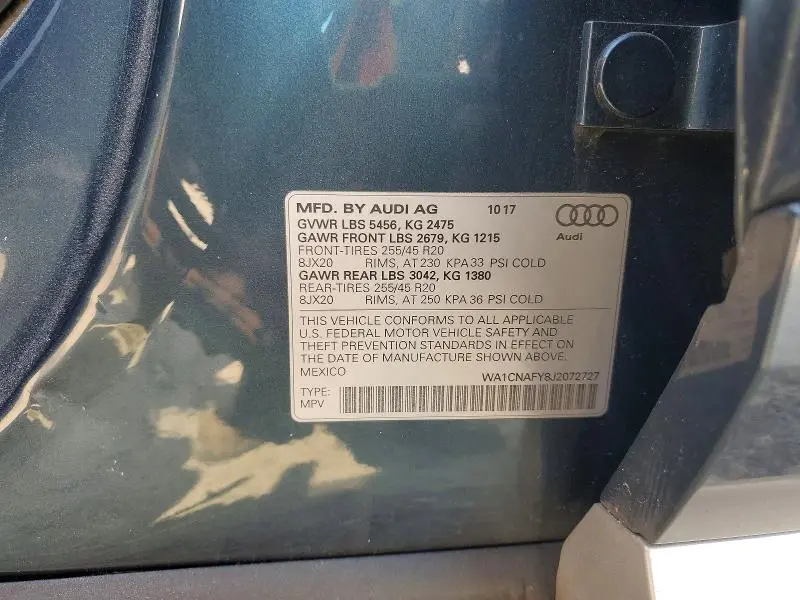 MFD. BY AUDI AG 10 17
GVWR LBS 5456, KG 2475
GAWR FRONT LBS 2679, KG 1215
FRONT-TIRES 255/45 R20
8JX20 RIMS, AT 230 KPA 33 PSI COLD
GAWR REAR LBS 3042, KG 1380
REAR-TIRES 255/45 R20
8JX20 RIMS, AT 250 KPA 36 PSI COLD
Audi
THIS VEHICLE CONFORMS TO ALL APPLICABLE
U.S. FEDERAL MOTOR VEHICLE SAFETY AND
THEFT PREVENTION STANDARDS IN EFFECT ON
THE DATE OF MANUFACTURE SHOWN ABOVE.
MEXICO WA1CNAFY8J2072727
TYPE:
MPV